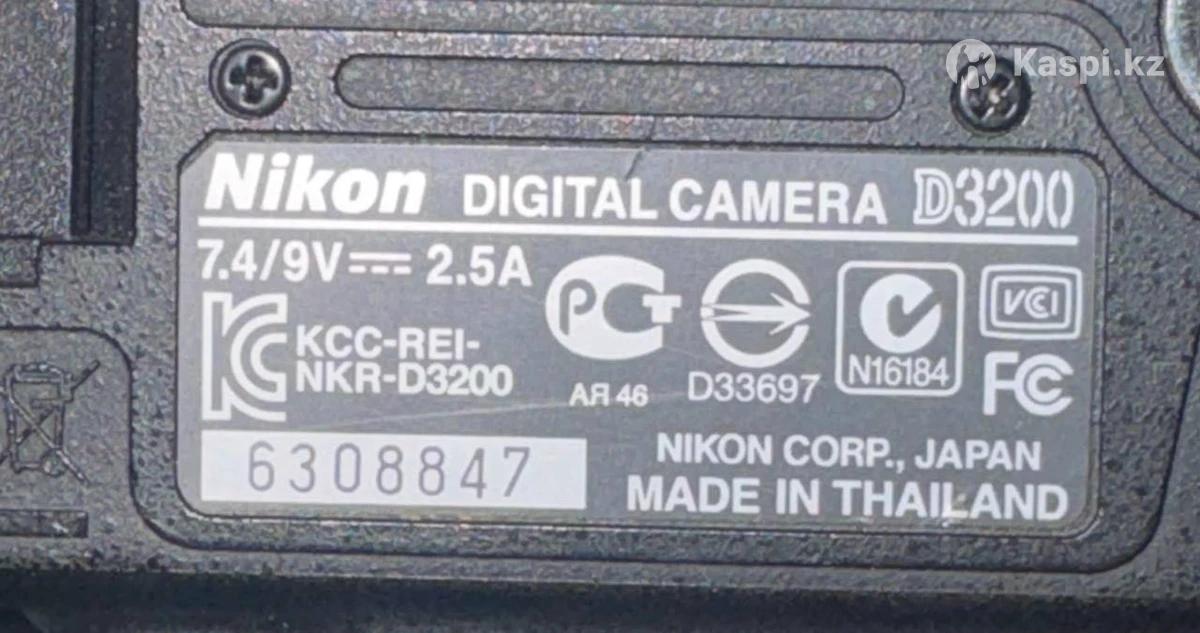 Kaspi.kz
Nikon DIGITAL CAMERA D3200
7.4/9V 2.5A
KCC-REI-
NKR-D3200
РСТ
АЯ 46
D33697
N16184
VCI
FC
6308847
NIKON CORP., JAPAN
MADE IN THAILAND